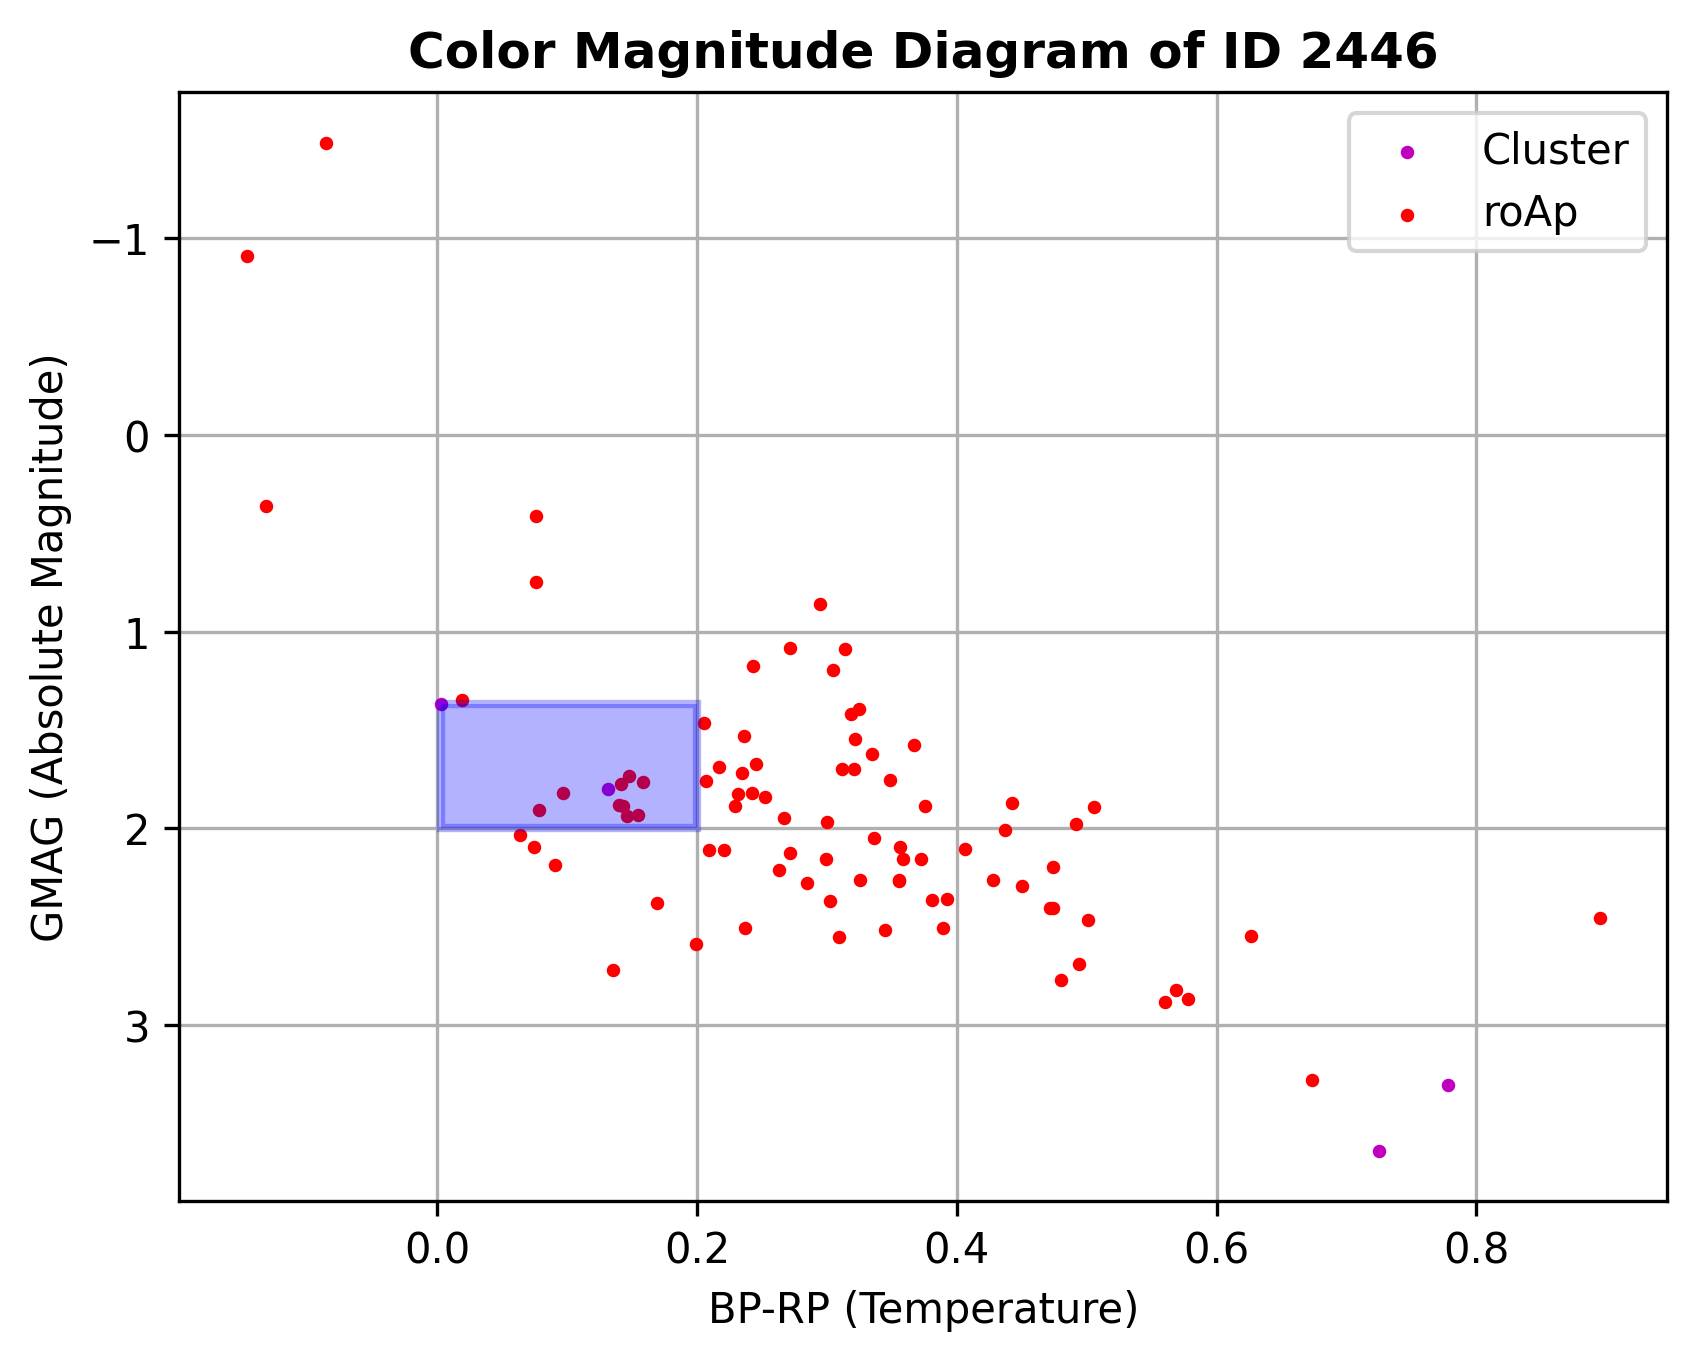 Color Magnitude Diagram of ID 2446
Cluster
roAp
GMAG (Absolute Magnitude)
−1
0
1
2
3
0.0 0.2 0.4 0.6 0.8
BP-RP (Temperature)